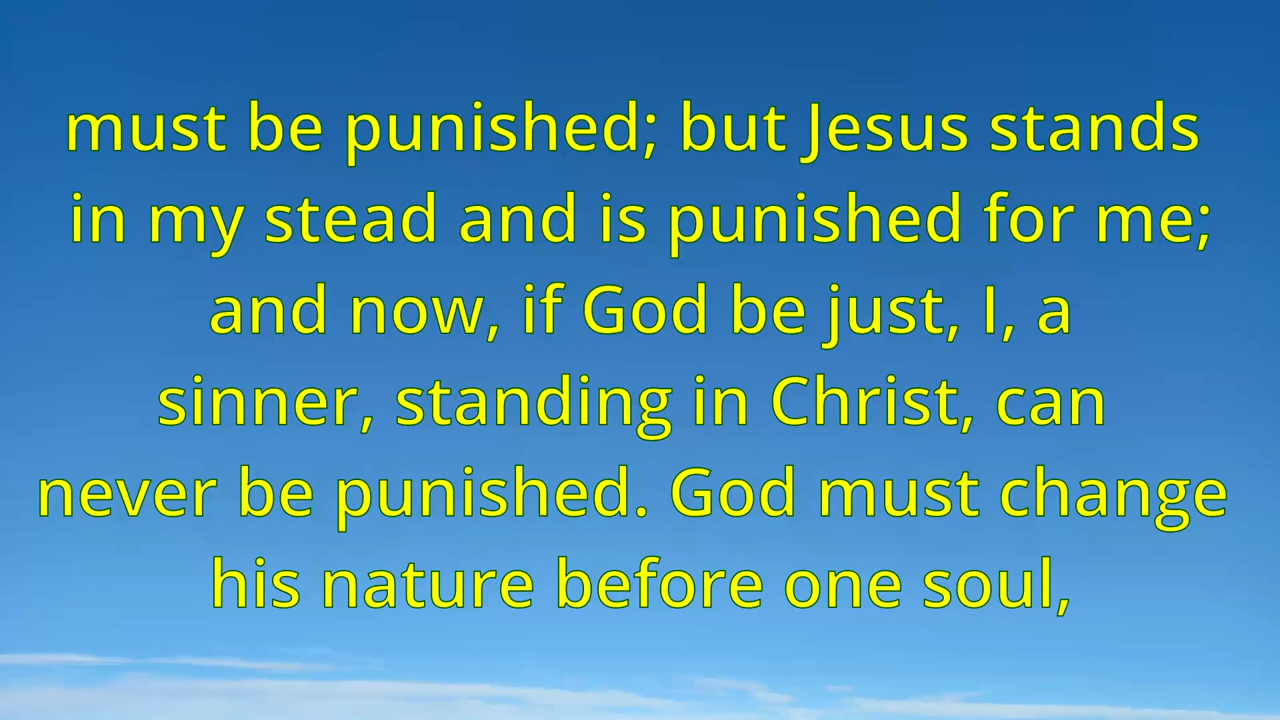 must be punished; but Jesus stands
in my stead and is punished for me;
and now, if God be just, I, a
sinner, standing in Christ, can
never be punished. God must change
his nature before one soul,